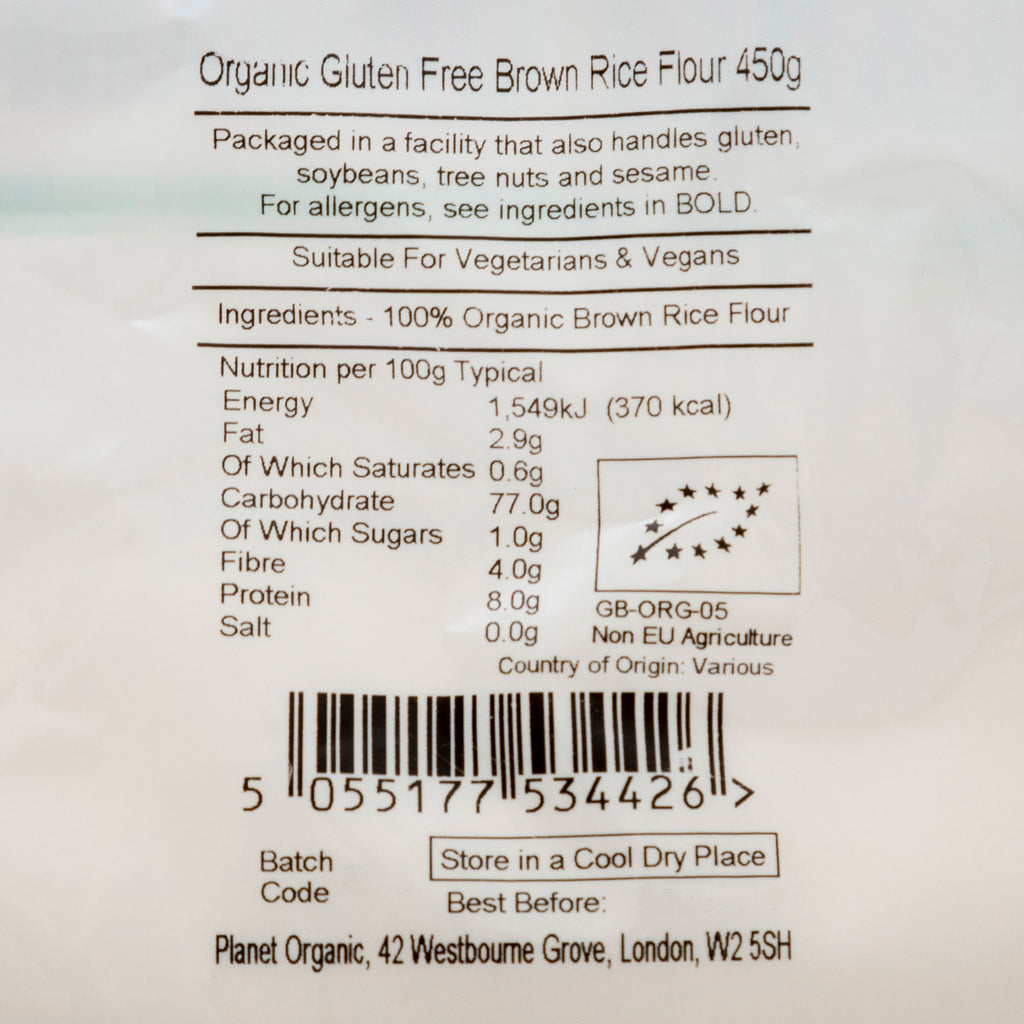 Organic Gluten Free Brown Rice Flour 450g
Packaged in a facility that also handles gluten,
soybeans, tree nuts and sesame.
For allergens, see ingredients in BOLD.
Suitable For Vegetarians & Vegans
Ingredients - 100% Organic Brown Rice Flour
Nutrition per 100g Typical
Energy 1,549kJ (370 kcal)
Fat 2.9g
Of Which Saturates 0.6g
Carbohydrate 77.0g
Of Which Sugars 1.0g
Fibre 4.0g
Protein 8.0g
Salt 0.0g
GB-ORG-05
Non EU Agriculture
Country of Origin: Various
5 055177 534426 >
Batch
Code
Store in a Cool Dry Place
Best Before:
Planet Organic, 42 Westbourne Grove, London, W2 5SH